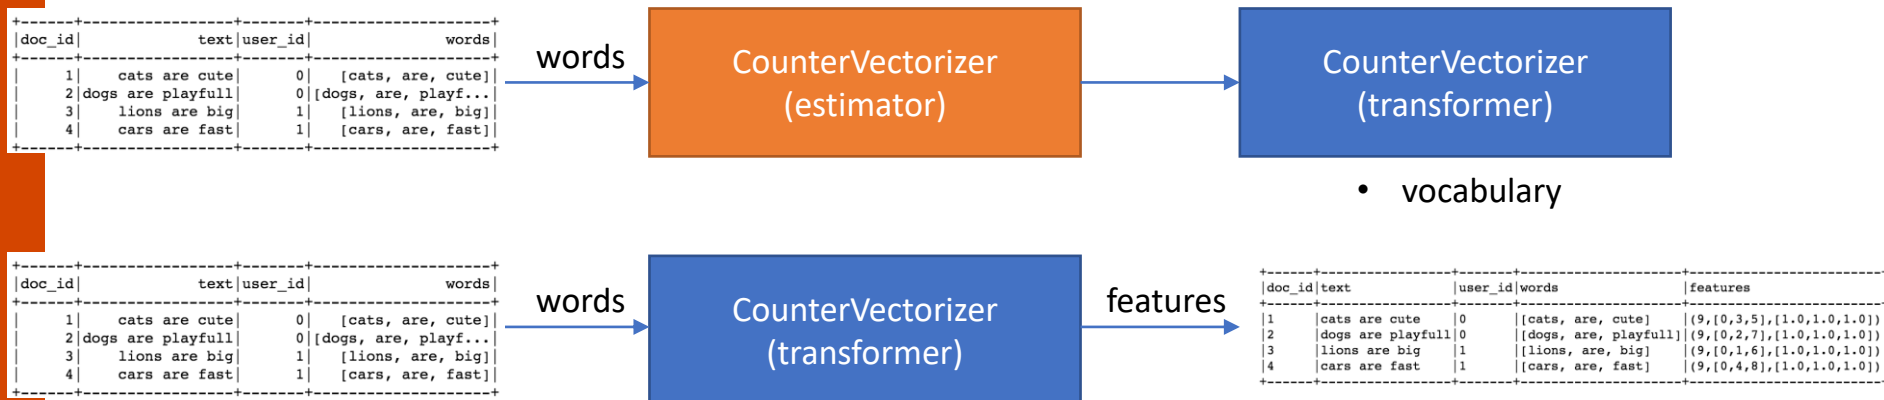 +------+----------------+-------+--------------------+
|doc_id|            text|user_id|               words|
+------+----------------+-------+--------------------+
|     1|   cats are cute|      0|   [cats, are, cute]|
|     2|dogs are playfull|      0|[dogs, are, playf...|
|     3|   lions are big|      1|   [lions, are, big]|
|     4|   cars are fast|      1|   [cars, are, fast]|
+------+----------------+-------+--------------------+
words
CounterVectorizer
(estimator)
CounterVectorizer
(transformer)
• vocabulary
+------+----------------+-------+--------------------+
|doc_id|            text|user_id|               words|
+------+----------------+-------+--------------------+
|     1|   cats are cute|      0|   [cats, are, cute]|
|     2|dogs are playfull|      0|[dogs, are, playf...|
|     3|   lions are big|      1|   [lions, are, big]|
|     4|   cars are fast|      1|   [cars, are, fast]|
+------+----------------+-------+--------------------+
words
CounterVectorizer
(transformer)
features
+------+-----------------+-------+---------------------+-------------------------+
|doc_id|text             |user_id|words                |features                 |
+------+-----------------+-------+---------------------+-------------------------+
|1     |cats are cute    |0      |[cats, are, cute]    |(9,[0,3,5],[1.0,1.0,1.0])|
|2     |dogs are playfull|0      |[dogs, are, playfull]|(9,[0,2,7],[1.0,1.0,1.0])|
|3     |lions are big    |1      |[lions, are, big]    |(9,[0,1,6],[1.0,1.0,1.0])|
|4     |cars are fast    |1      |[cars, are, fast]    |(9,[0,4,8],[1.0,1.0,1.0])|
+------+-----------------+-------+---------------------+-------------------------+